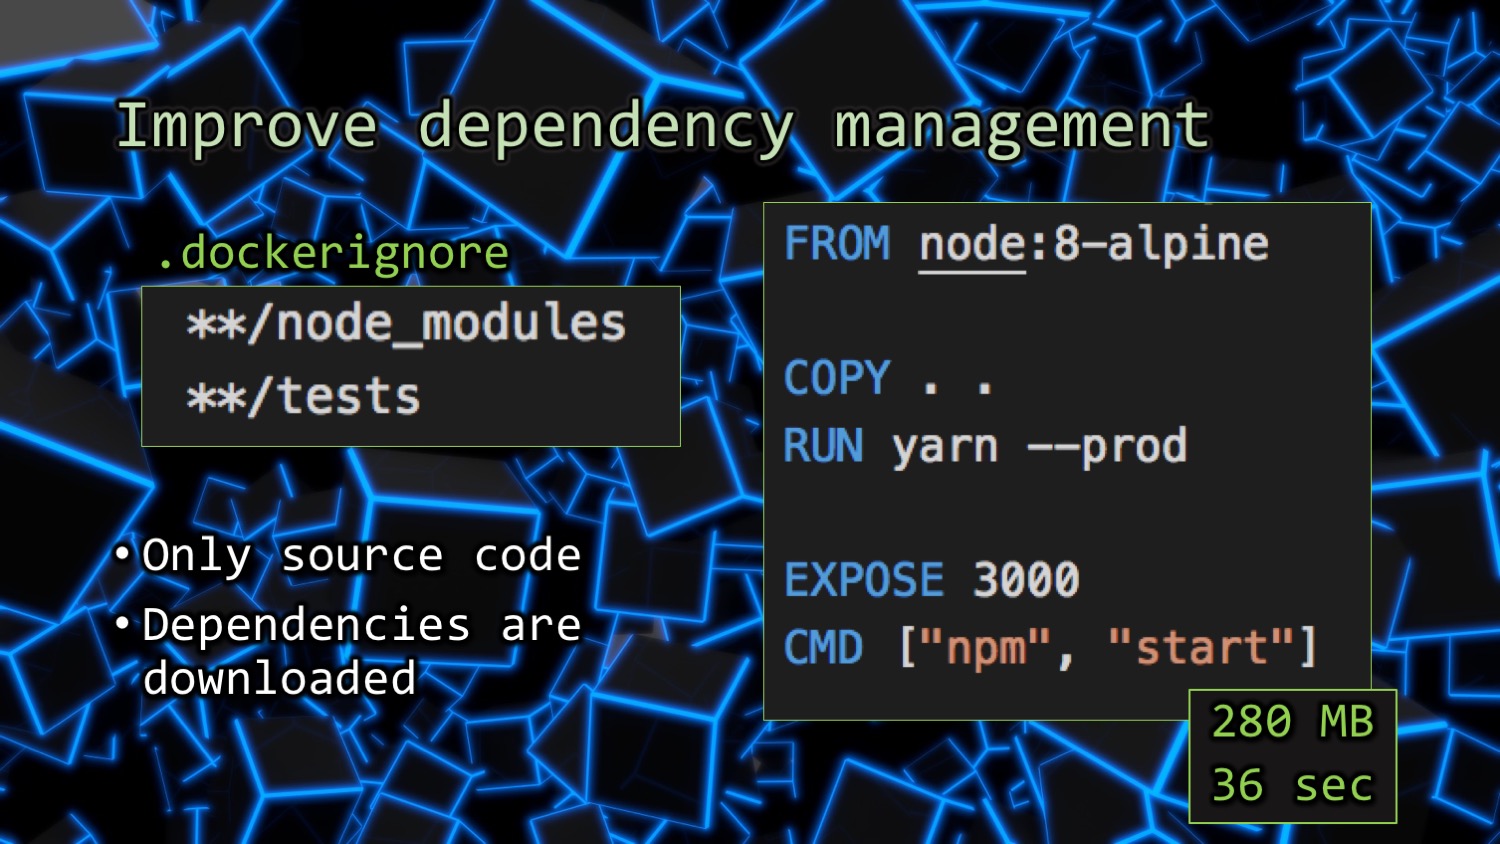 Improve dependency management
.dockerignore
**/node_modules
**/tests
• Only source code
• Dependencies are
downloaded
FROM node:8-alpine
COPY . .
RUN yarn --prod
EXPOSE 3000
CMD ["npm", "start"]
280 MB
36 sec